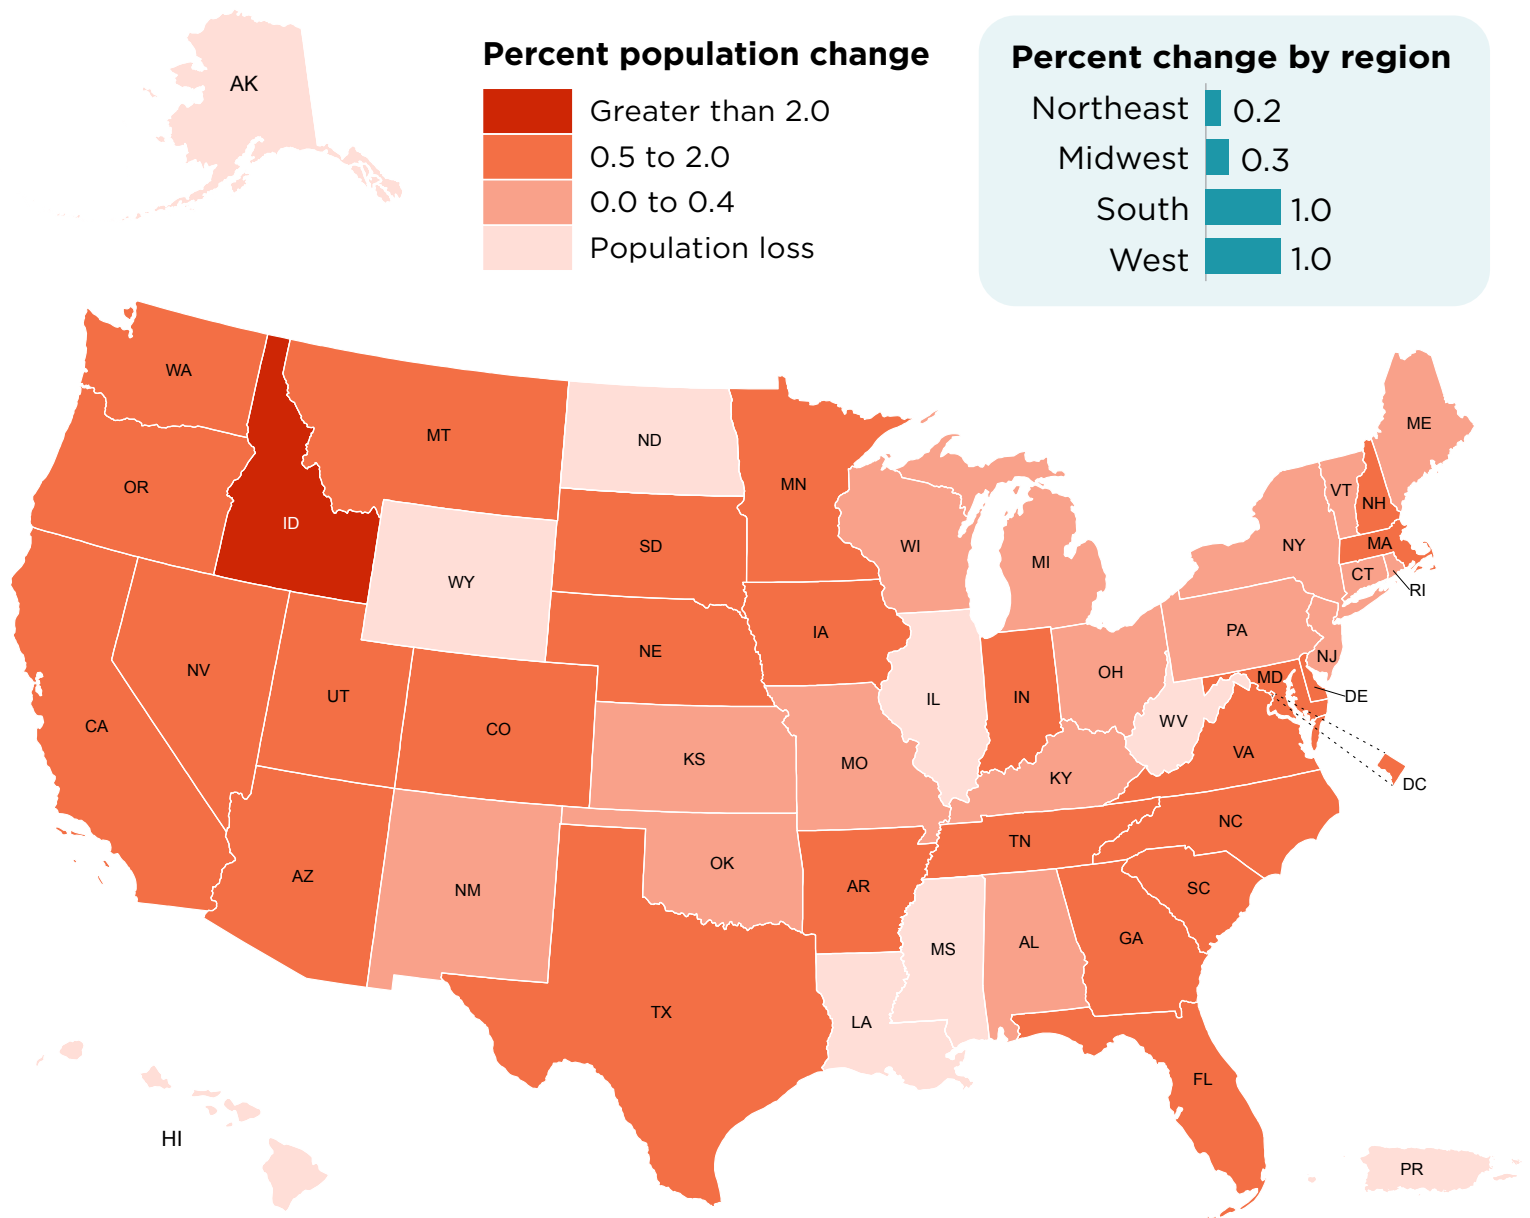 Percent population change
Greater than 2.0
0.5 to 2.0
0.0 to 0.4
Population loss
Percent change by region
Northeast 0.2
Midwest 0.3
South 1.0
West 1.0
AK
WA
MT
ND
MN
ME
OR
ID
SD
WI
MI
VT
NH
NY
MA
CT
RI
WY
IA
NE
PA
NJ
NV
UT
CO
IL
IN
OH
MD
DE
WV
CA
KS
MO
KY
VA
DC
AZ
NM
OK
AR
TN
NC
SC
MS
AL
GA
TX
LA
FL
HI
PR